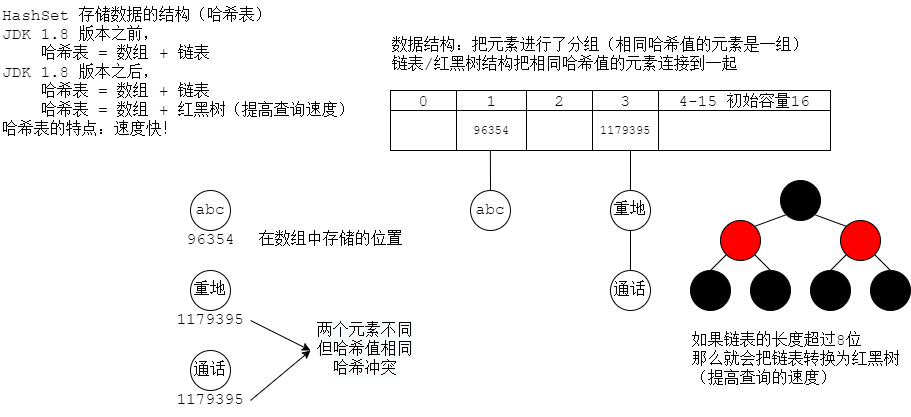 HashSet 存储数据的结构（哈希表）
JDK 1.8 版本之前，
哈希表 = 数组 + 链表
JDK 1.8 版本之后，
哈希表 = 数组 + 链表
哈希表 = 数组 + 红黑树（提高查询速度）
哈希表的特点：速度快！
数据结构：把元素进行了分组（相同哈希值的元素是一组）
链表/红黑树结构把相同哈希值的元素连接到一起
0 1 2 3 4-15 初始容量16
96354 1179395
abc
96354 在数组中存储的位置
重地
1179395
通话
1179395
两个元素不同
但哈希值相同
哈希冲突
abc
重地
通话
如果链表的长度超过8位
那么就会把链表转换为红黑树
（提高查询的速度）